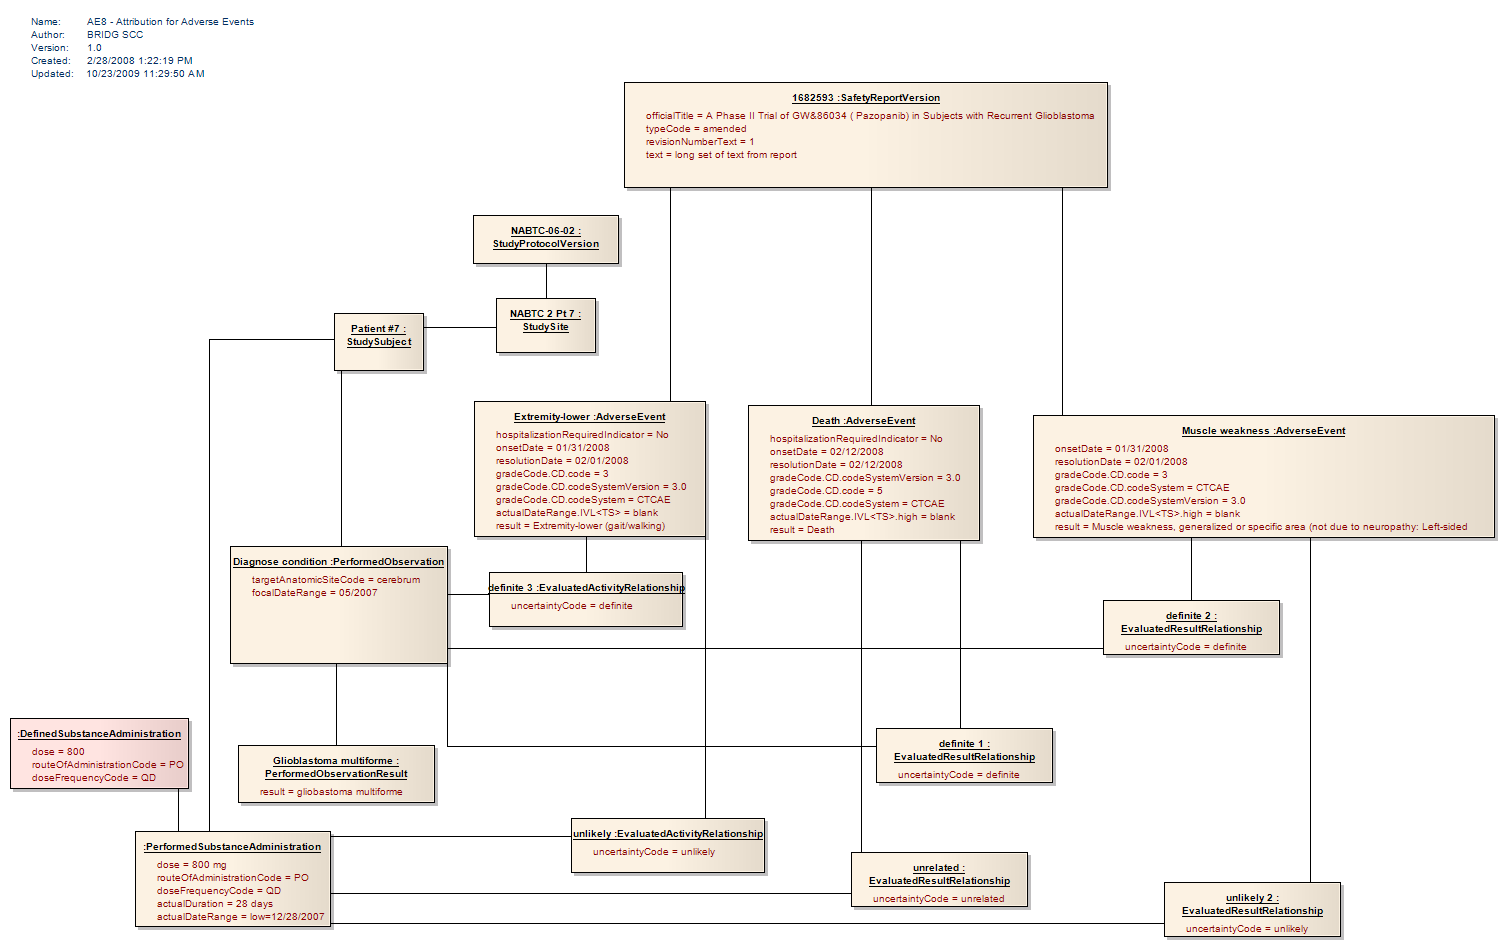 Name: AE8 - Attribution for Adverse Events
Author: BRIDG SCC
Version: 1.0
Created: 2/28/2008 1:22:19 PM
Updated: 10/23/2009 11:29:50 AM
1682593 :SafetyReportVersion
officialTitle = A Phase II Trial of GW&86034 ( Pazopanib) in Subjects with Recurrent Glioblastoma
typeCode = amended
revisionNumberText = 1
text = long set of text from report
NABTC-06-02 :
StudyProtocolVersion
NABTC 2 Pt 7 :
StudySite
Patient #7 :
StudySubject
Extremity-lower :AdverseEvent
hospitalizationRequiredIndicator = No
onsetDate = 01/31/2008
resolutionDate = 02/01/2008
gradeCode.CD.code = 3
gradeCode.CD.codeSystemVersion = 3.0
gradeCode.CD.codeSystem = CTCAE
actualDateRange.IVL<TS> = blank
result = Extremity-lower (gait/walking)
Death :AdverseEvent
hospitalizationRequiredIndicator = No
onsetDate = 02/12/2008
resolutionDate = 02/12/2008
gradeCode.CD.codeSystemVersion = 3.0
gradeCode.CD.code = 5
gradeCode.CD.codeSystem = CTCAE
actualDateRange.IVL<TS>.high = blank
result = Death
Muscle weakness :AdverseEvent
onsetDate = 01/31/2008
resolutionDate = 02/01/2008
gradeCode.CD.code = 3
gradeCode.CD.codeSystem = CTCAE
gradeCode.CD.codeSystemVersion = 3.0
actualDateRange.IVL<TS>.high = blank
result = Muscle weakness, generalized or specific area (not due to neuropathy: Left-sided
Diagnose condition :PerformedObservation
targetAnatomicSiteCode = cerebrum
focalDateRange = 05/2007
definite 3 :EvaluatedActivityRelationship
uncertaintyCode = definite
definite 2 :
EvaluatedResultRelationship
uncertaintyCode = definite
:DefinedSubstanceAdministration
dose = 800
routeOfAdministrationCode = PO
doseFrequencyCode = QD
Glioblastoma multiforme :
PerformedObservationResult
result = gliobastoma multiforme
definite 1 :
EvaluatedResultRelationship
uncertaintyCode = definite
:PerformedSubstanceAdministration
dose = 800 mg
routeOfAdministrationCode = PO
doseFrequencyCode = QD
actualDuration = 28 days
actualDateRange = low=12/28/2007
unlikely :EvaluatedActivityRelationship
uncertaintyCode = unlikely
unrelated :
EvaluatedResultRelationship
uncertaintyCode = unrelated
unlikely 2 :
EvaluatedResultRelationship
uncertaintyCode = unlikely